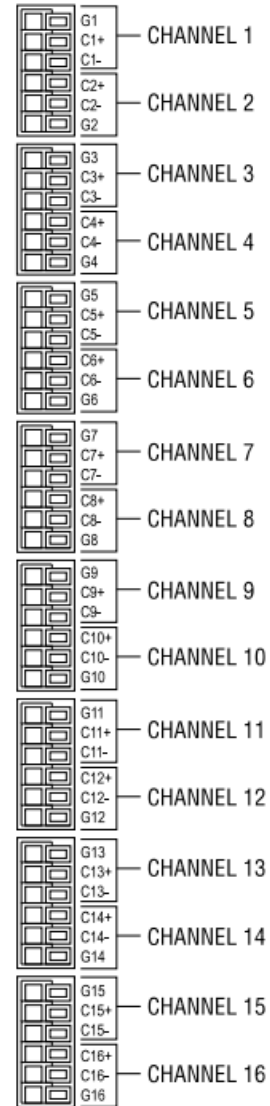 G1
C1+
C1-
CHANNEL 1
C2+
C2-
G2
CHANNEL 2
G3
C3+
C3-
CHANNEL 3
C4+
C4-
G4
CHANNEL 4
G5
C5+
C5-
CHANNEL 5
C6+
C6-
G6
CHANNEL 6
G7
C7+
C7-
CHANNEL 7
C8+
C8-
G8
CHANNEL 8
G9
C9+
C9-
CHANNEL 9
C10+
C10-
G10
CHANNEL 10
G11
C11+
C11-
CHANNEL 11
C12+
C12-
G12
CHANNEL 12
G13
C13+
C13-
CHANNEL 13
C14+
C14-
G14
CHANNEL 14
G15
C15+
C15-
CHANNEL 15
C16+
C16-
G16
CHANNEL 16